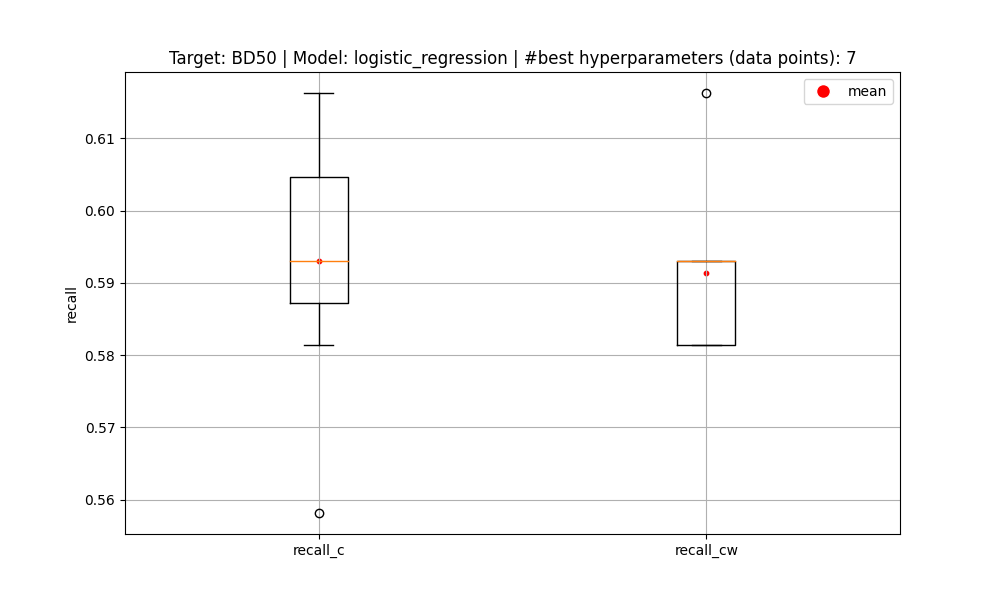 Target: BD50 | Model: logistic_regression | #best hyperparameters (data points): 7
mean
0.61
0.60
0.59
0.58
0.57
0.56
recall
recall_c
recall_cw